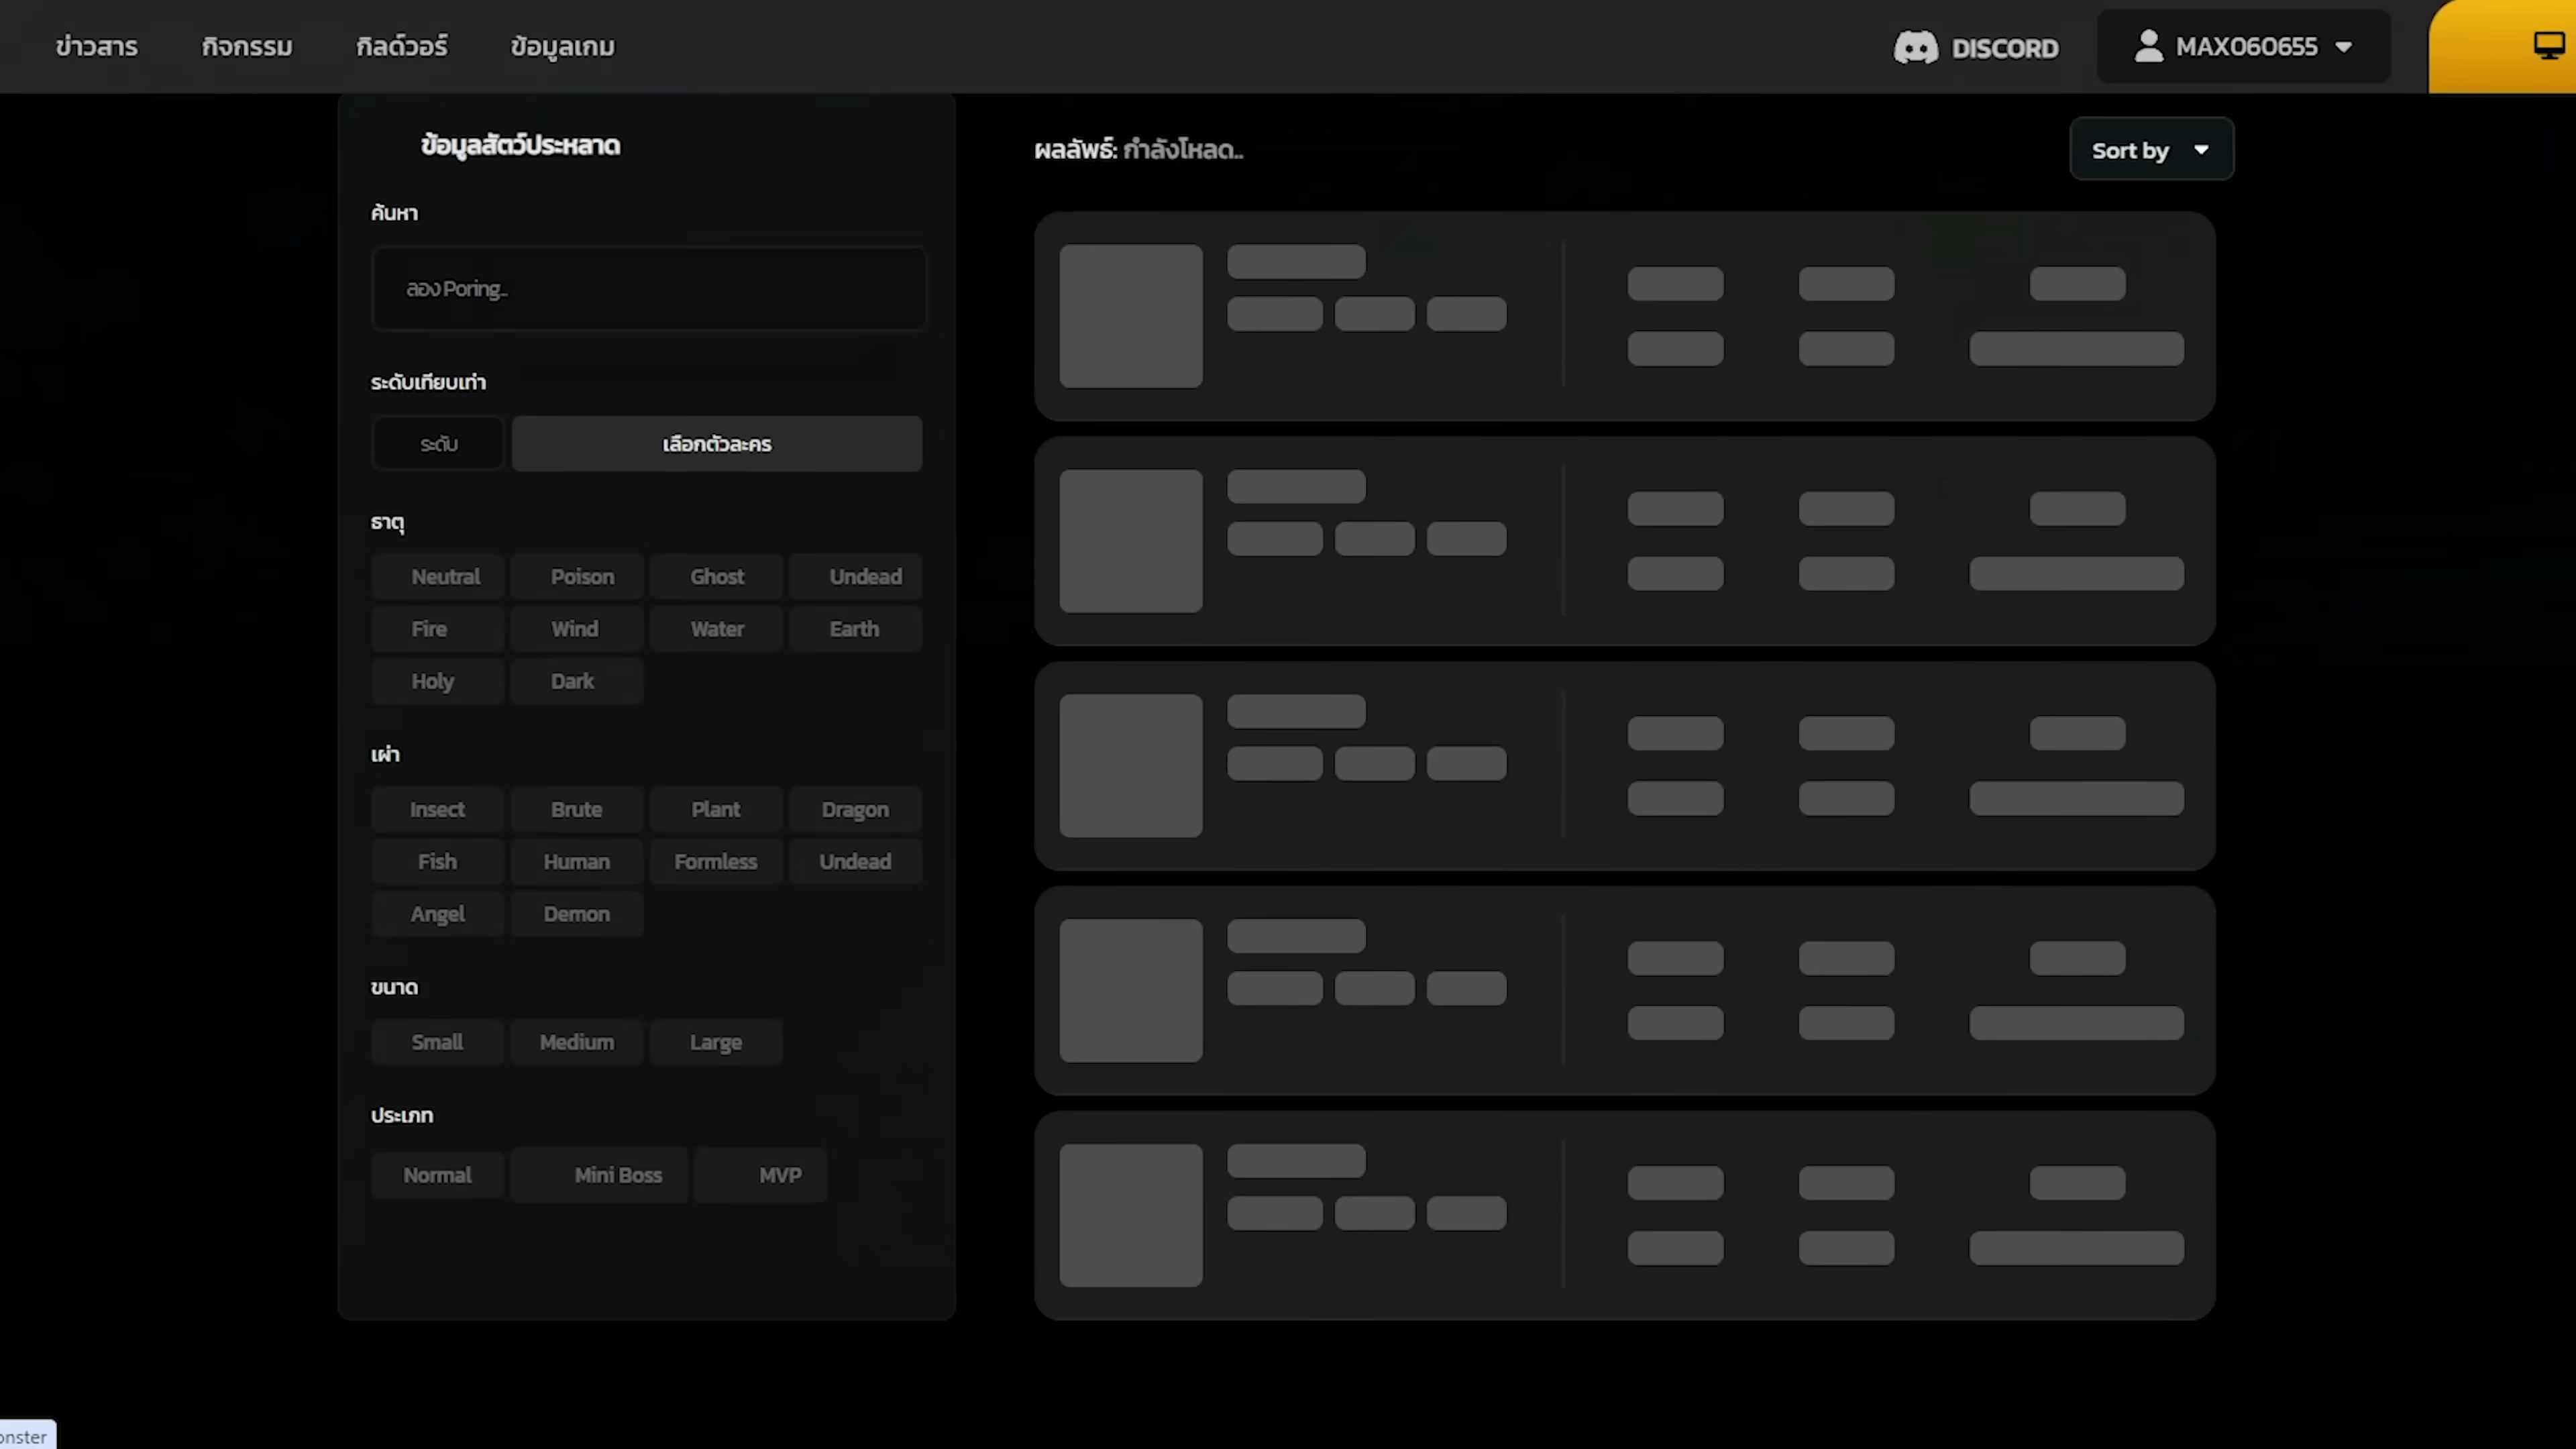 ข่าวสาร กิจกรรม กิลด์วอร์ ข้อมูลเกม DISCORD MAX060655
ข้อมูลสัตว์ประหลาด
ค้นหา
ลอง Poring..
ระดับเทียบเท่า
ระดับ เลือกตัวละคร
ธาตุ
Neutral Poison Ghost Undead
Fire Wind Water Earth
Holy Dark
เผ่า
Insect Brute Plant Dragon
Fish Human Formless Undead
Angel Demon
ขนาด
Small Medium Large
ประเภท
Normal Mini Boss MVP
ผลลัพธ์: กำลังโหลด..
Sort by
onster